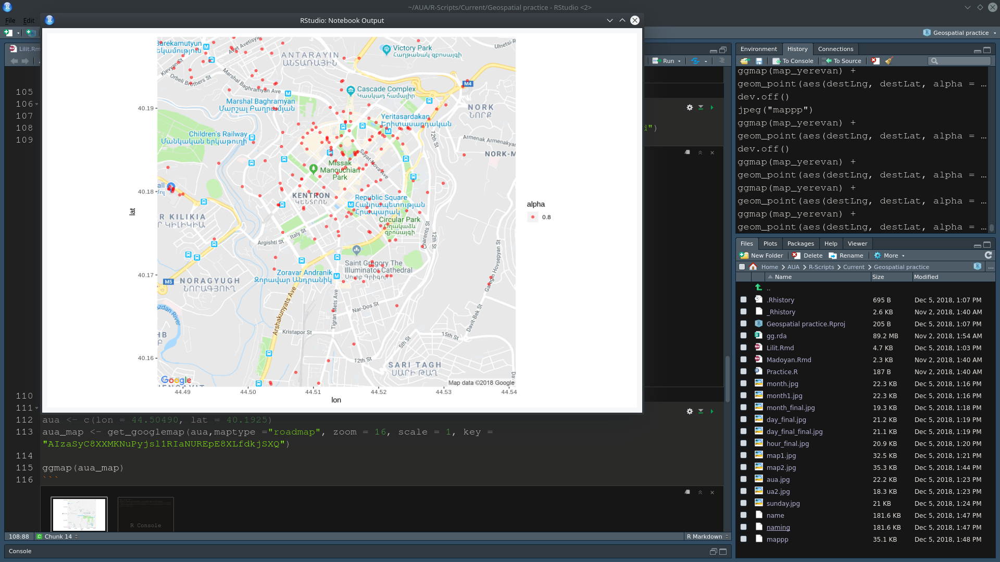 ~/AUA/R-Scripts/Current/Geospatial practice - RStudio <2>
File Edit
RStudio: Notebook Output
Geospatial practice
Lilit.Rm
Run
105
106
107
108
109
d")
Barekamutyun
Victory Park
Հաղթանակ զբոսայգի
ANTARAYIN
ԱՆՏԱՌԱՅԻՆ
Kievyan St
Orbeli Brothers St
Marshal Baghramyan Ave
M4
Cascade Complex
Կասկադ համալիր
Marshal Baghramyan
Մարշալ Բաղրամյան
NORK
ՆՈՐՔ
Yeritasardakan
Երիտասարդական
Children's Railway
Մանկական երկաթուղի
12th St
Armenak Armenakyan
NORK-M
Sayat-Nova Ave
Missak
Manouchian
Park
KENTRON
ԿԵՆՏՐՈՆ
Republic Square
Հանրապետության
Հրապարակ
Circular Park
Օղակաձև
զբոսայգի
R KILIKIA
Argishti St
Italy St
Charents St
12th St
Saint Gregory The
Illuminator Cathedral
Սուրբ Գրիգոր
Zoravar Andranik
Զորավար Անդրանիկ
M5
NORAGYUGH
ՆՈՐԱԳՅՈՒՂ
Garegin Hovsepyan St
Arshakunyats Ave
Tigran Mets Ave
Nar-Dos St
Davit-Bek St
Kristapor St
15th St
5th St
12th St
SARI TAGH
ՍԱՐԻ ԹԱՂ
Google
Map data ©2018 Google
40.19
40.18
40.17
40.16
lat
44.49 44.50 44.51 44.52 44.53 44.54
lon
alpha
0.8
110
111
112 aua <- c(lon = 44.50490, lat = 40.1925)
113 aua_map <- get_googlemap(aua,maptype ="roadmap", zoom = 16, scale = 1, key =
"AIzaSyC8XXMKNuPyjsl1RIaNUREpE8XLfdkjSXQ")
114
115 ggmap(aua_map)
116 ```
R Console
108:88 Chunk 14 R Markdown
Console
Environment History Connections
To Console To Source
ggmap(map_yerevan) +
geom_point(aes(destLng, destLat, alpha = …
dev.off()
jpeg("mappp")
ggmap(map_yerevan) +
geom_point(aes(destLng, destLat, alpha = …
dev.off()
ggmap(map_yerevan) +
geom_point(aes(destLng, destLat, alpha = …
ggmap(map_yerevan) +
geom_point(aes(destLng, destLat, alpha = …
ggmap(map_yerevan) +
geom_point(aes(destLng, destLat, alpha = …
Files Plots Packages Help Viewer
New Folder Delete Rename More
Home AUA R-Scripts Current Geospatial practice ...
Name Size Modified
..
.Rhistory 695 B Dec 5, 2018, 1:07 PM
_Rhistory 2.6 KB Nov 2, 2018, 1:40 AM
Geospatial practice.Rproj 205 B Dec 5, 2018, 1:07 PM
gg.rda 89.2 MB Nov 2, 2018, 1:54 AM
Lilit.Rmd 4.7 KB Dec 5, 2018, 1:03 PM
Madoyan.Rmd 2.3 KB Nov 2, 2018, 1:40 AM
Practice.R 187 B Nov 2, 2018, 1:40 AM
month.jpg 22.3 KB Dec 5, 2018, 1:16 PM
month1.jpg 22.3 KB Dec 5, 2018, 1:16 PM
month_final.jpg 19.3 KB Dec 5, 2018, 1:18 PM
day_final.jpg 21.2 KB Dec 5, 2018, 1:19 PM
day_final_final.jpg 21.1 KB Dec 5, 2018, 1:19 PM
hour_final.jpg 20.9 KB Dec 5, 2018, 1:20 PM
map1.jpg 32.5 KB Dec 5, 2018, 1:21 PM
map2.jpg 35.3 KB Dec 5, 2018, 1:44 PM
aua.jpg 22.2 KB Dec 5, 2018, 1:23 PM
ua2.jpg 18.3 KB Dec 5, 2018, 1:23 PM
sunday.jpg 21 KB Dec 5, 2018, 1:24 PM
name 181.6 KB Dec 5, 2018, 1:47 PM
naming 181.6 KB Dec 5, 2018, 1:47 PM
mappp 35.1 KB Dec 5, 2018, 1:48 PM